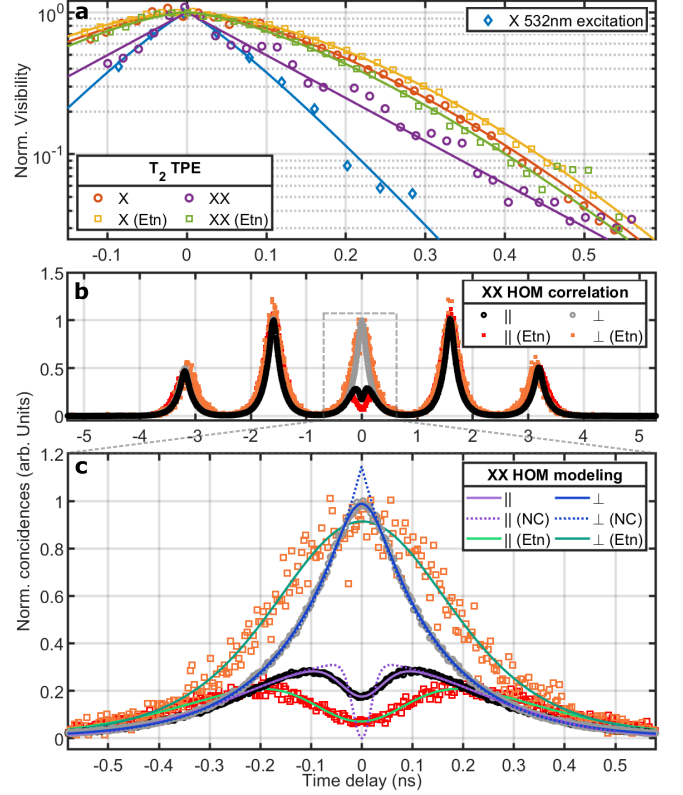 a
10⁰
10⁻¹
Norm. Visibility
X 532nm excitation
T₂ TPE
X XX
X (Etn) XX (Etn)
-0.1 0 0.1 0.2 0.3 0.4 0.5
b
1.5
1
0.5
0
XX HOM correlation
|| ⊥
|| (Etn) ⊥ (Etn)
-5 -4 -3 -2 -1 0 1 2 3 4 5
Norm. concidences (arb. Units)
c
1.2
1
0.8
0.6
0.4
0.2
0
XX HOM modeling
|| ⊥
|| (NC) ⊥ (NC)
|| (Etn) ⊥ (Etn)
-0.5 -0.4 -0.3 -0.2 -0.1 0 0.1 0.2 0.3 0.4 0.5
Time delay (ns)